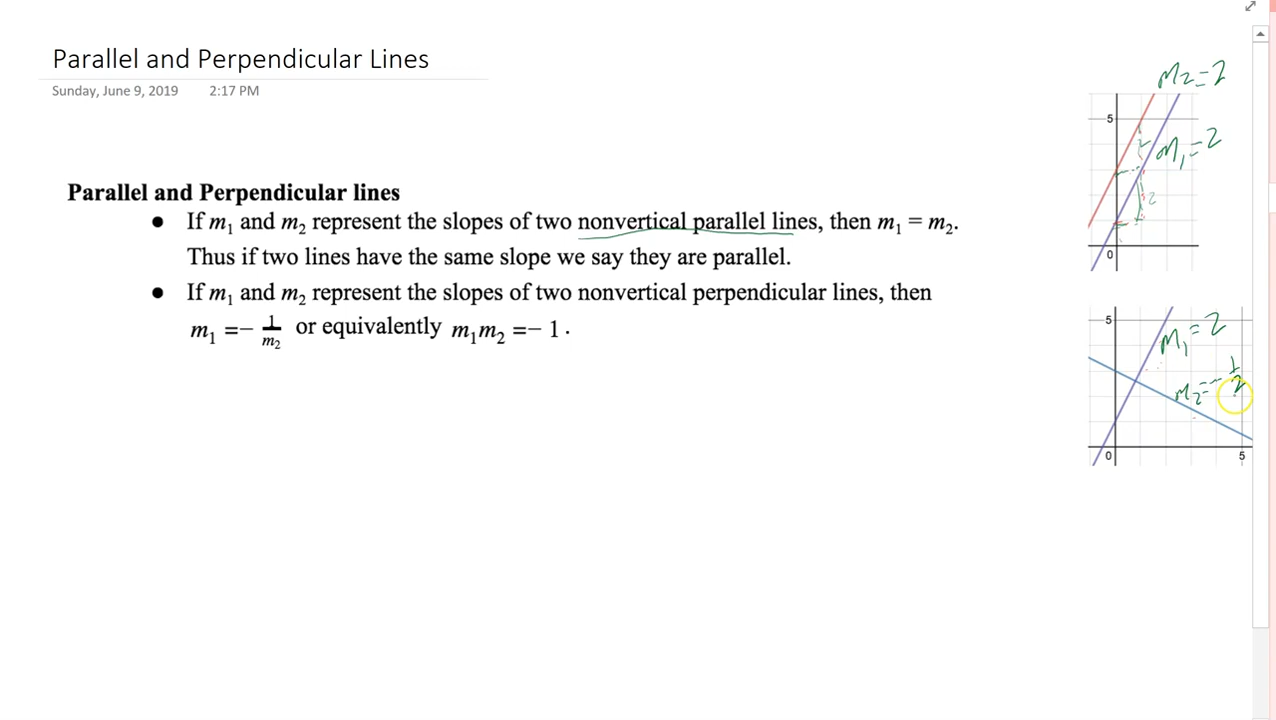 Parallel and Perpendicular Lines
Sunday, June 9, 2019 2:17 PM
Parallel and Perpendicular lines
● If m₁ and m₂ represent the slopes of two nonvertical parallel lines, then m₁ = m₂.
Thus if two lines have the same slope we say they are parallel.
● If m₁ and m₂ represent the slopes of two nonvertical perpendicular lines, then
m₁ =− 1/m₂ or equivalently m₁m₂ =− 1 .
m₂=2
5
m₁=2
2
0
5
m₁=2
m₂=-1/2
0
5